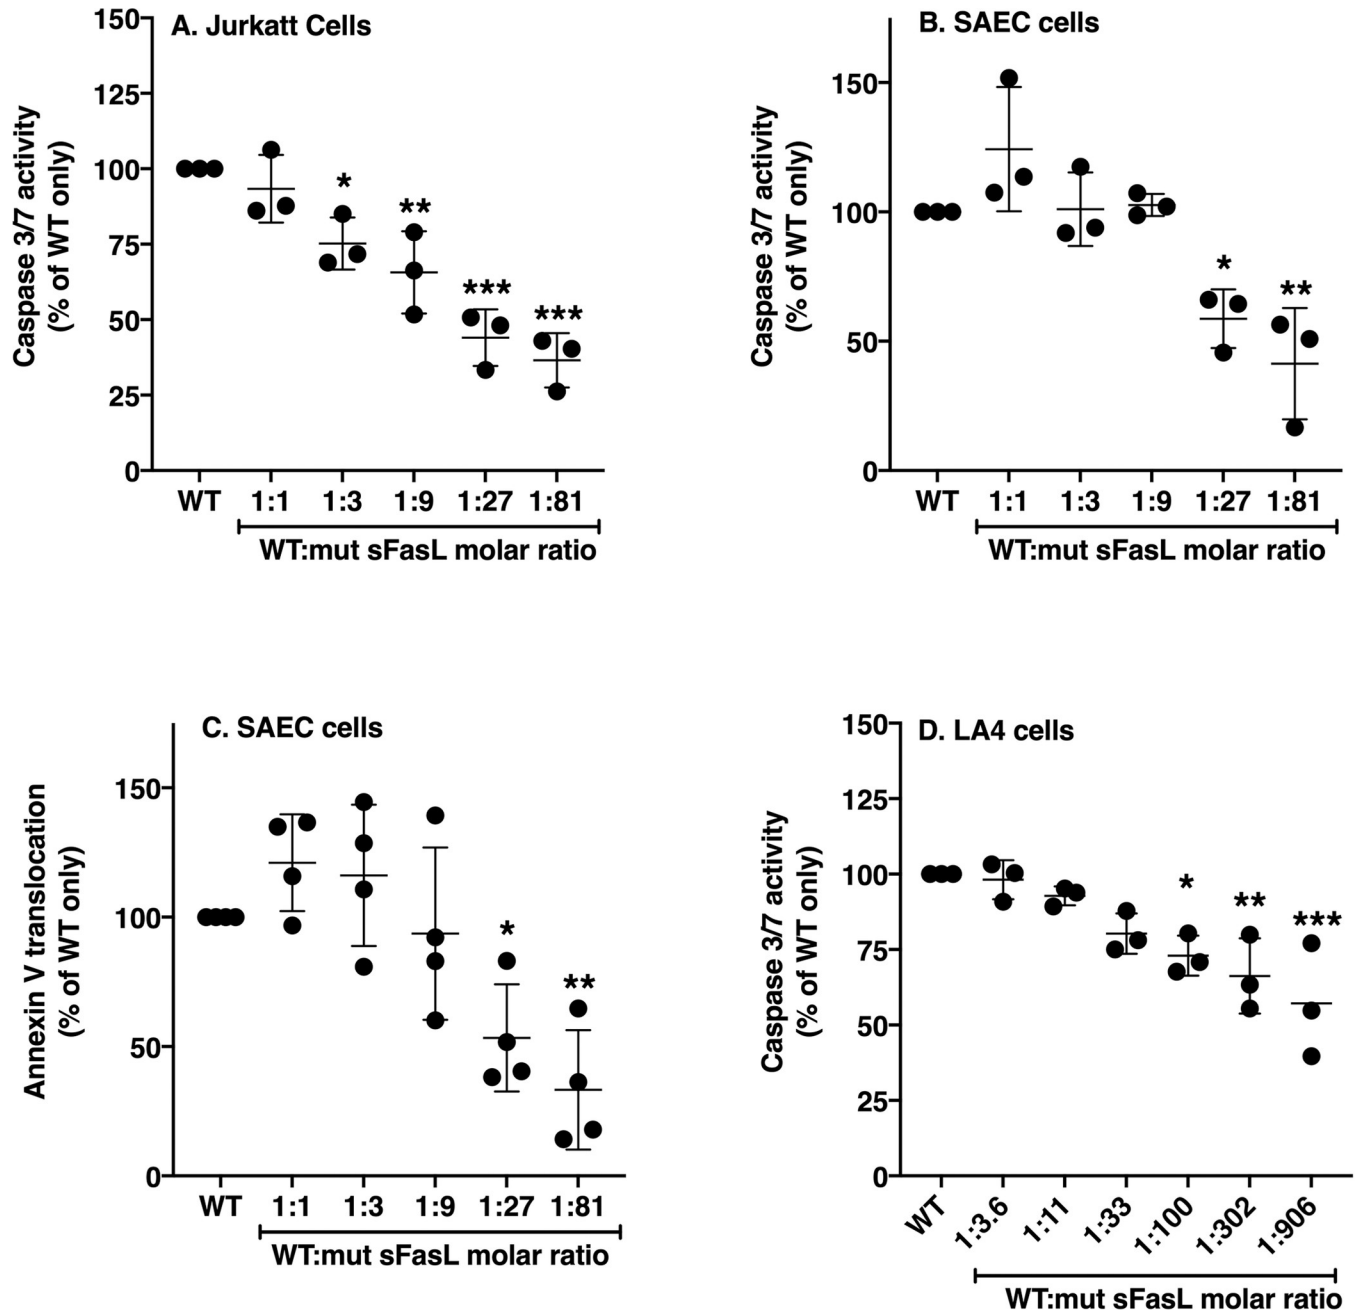 A. Jurkatt Cells
Caspase 3/7 activity
(% of WT only)
150
125
100
75
50
25
0
*
**
***
***
WT 1:1 1:3 1:9 1:27 1:81
WT:mut sFasL molar ratio
B. SAEC cells
Caspase 3/7 activity
(% of WT only)
150
100
50
0
*
**
WT 1:1 1:3 1:9 1:27 1:81
WT:mut sFasL molar ratio
C. SAEC cells
Annexin V translocation
(% of WT only)
150
100
50
0
*
**
WT 1:1 1:3 1:9 1:27 1:81
WT:mut sFasL molar ratio
D. LA4 cells
Caspase 3/7 activity
(% of WT only)
150
125
100
75
50
25
0
*
**
***
WT 1:3.6 1:11 1:33 1:100 1:302 1:906
WT:mut sFasL molar ratio